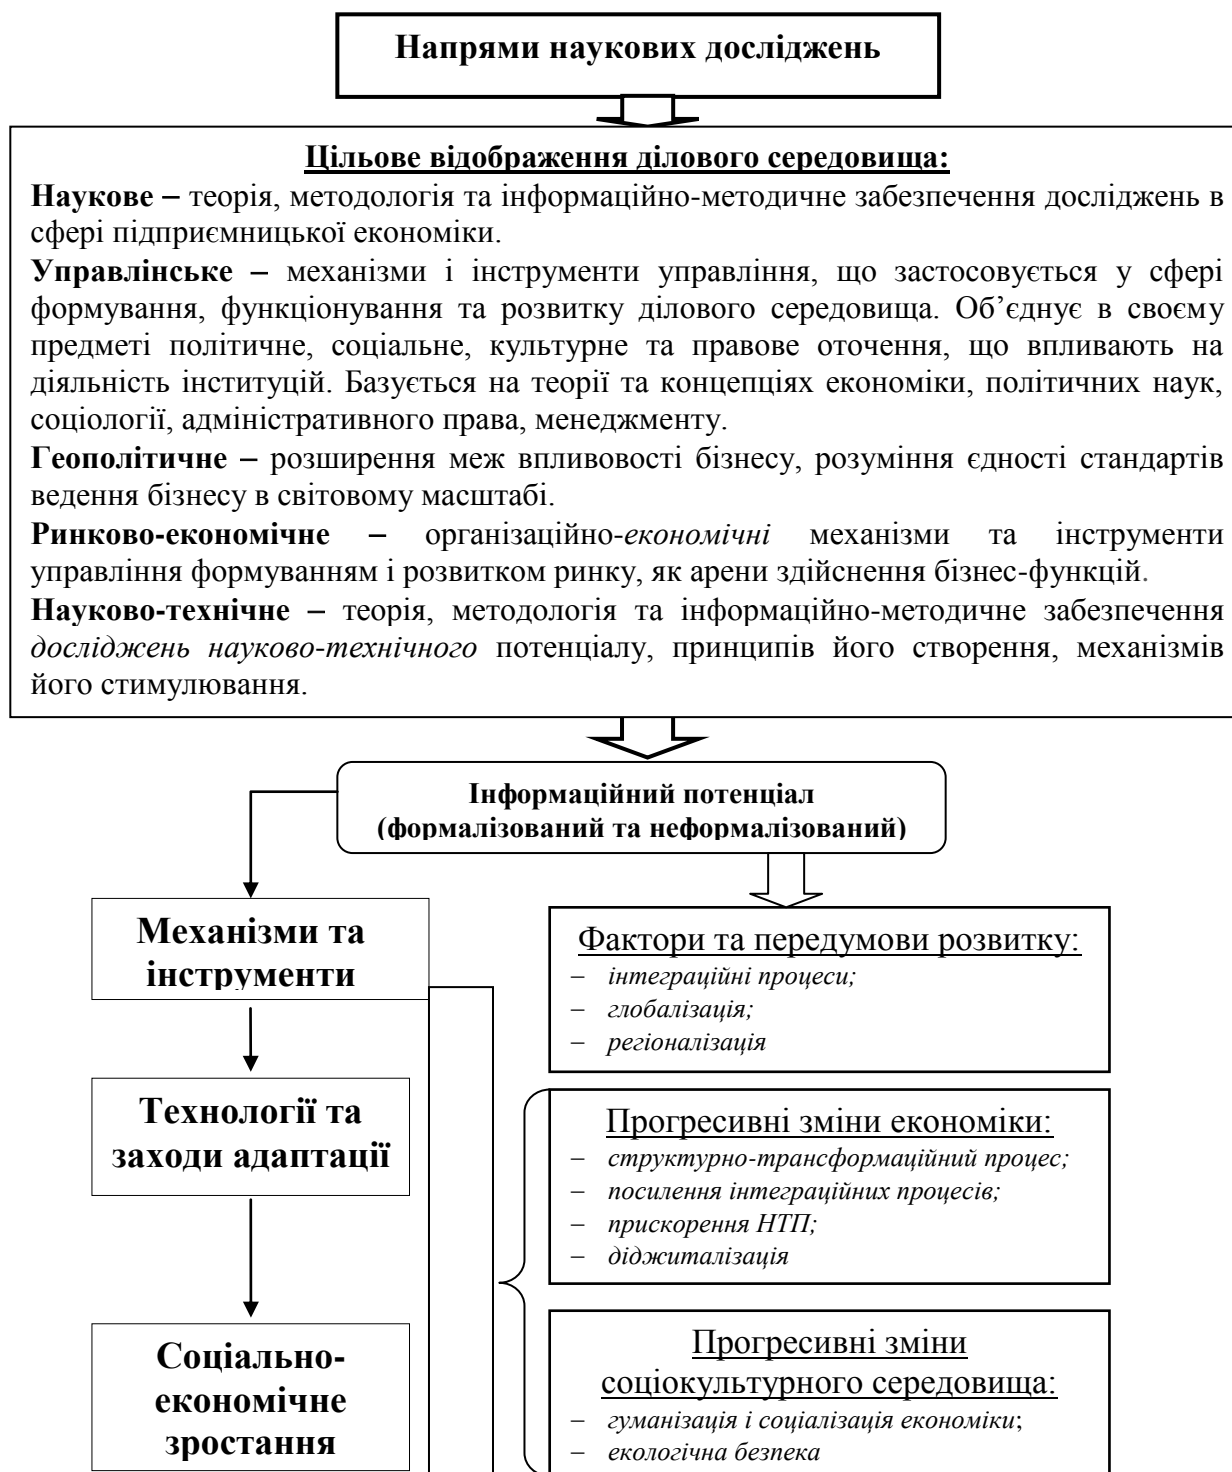 Напрями наукових досліджень
Цільове відображення ділового середовища:
Наукове – теорія, методологія та інформаційно-методичне забезпечення досліджень в
сфері підприємницької економіки.
Управлінське – механізми і інструменти управління, що застосовується у сфері
формування, функціонування та розвитку ділового середовища. Об’єднує в своєму
предметі політичне, соціальне, культурне та правове оточення, що впливають на
діяльність інституцій. Базується на теорії та концепціях економіки, політичних наук,
соціології, адміністративного права, менеджменту.
Геополітичне – розширення меж впливовості бізнесу, розуміння єдності стандартів
ведення бізнесу в світовому масштабі.
Ринково-економічне – організаційно-економічні механізми та інструменти
управління формуванням і розвитком ринку, як арени здійснення бізнес-функцій.
Науково-технічне – теорія, методологія та інформаційно-методичне забезпечення
досліджень науково-технічного потенціалу, принципів його створення, механізмів
його стимулювання.
Інформаційний потенціал
(формалізований та неформалізований)
Механізми та
інструменти
Технології та
заходи адаптації
Соціально-
економічне
зростання
Фактори та передумови розвитку:
– інтеграційні процеси;
– глобалізація;
– регіоналізація
Прогресивні зміни економіки:
– структурно-трансформаційний процес;
– посилення інтеграційних процесів;
– прискорення НТП;
– діджиталізація
Прогресивні зміни
соціокультурного середовища:
– гуманізація і соціалізація економіки;
– екологічна безпека